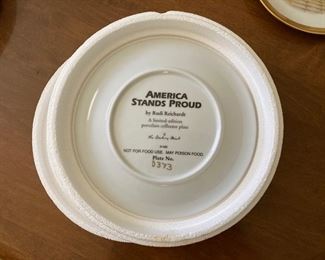 AMERICA
STANDS PROUD
by Rudi Reichardt
A limited-edition
porcelain collector plate
The Danbury Mint
NOT FOR FOOD USE. MAY POISON FOOD.
Plate No.
D373